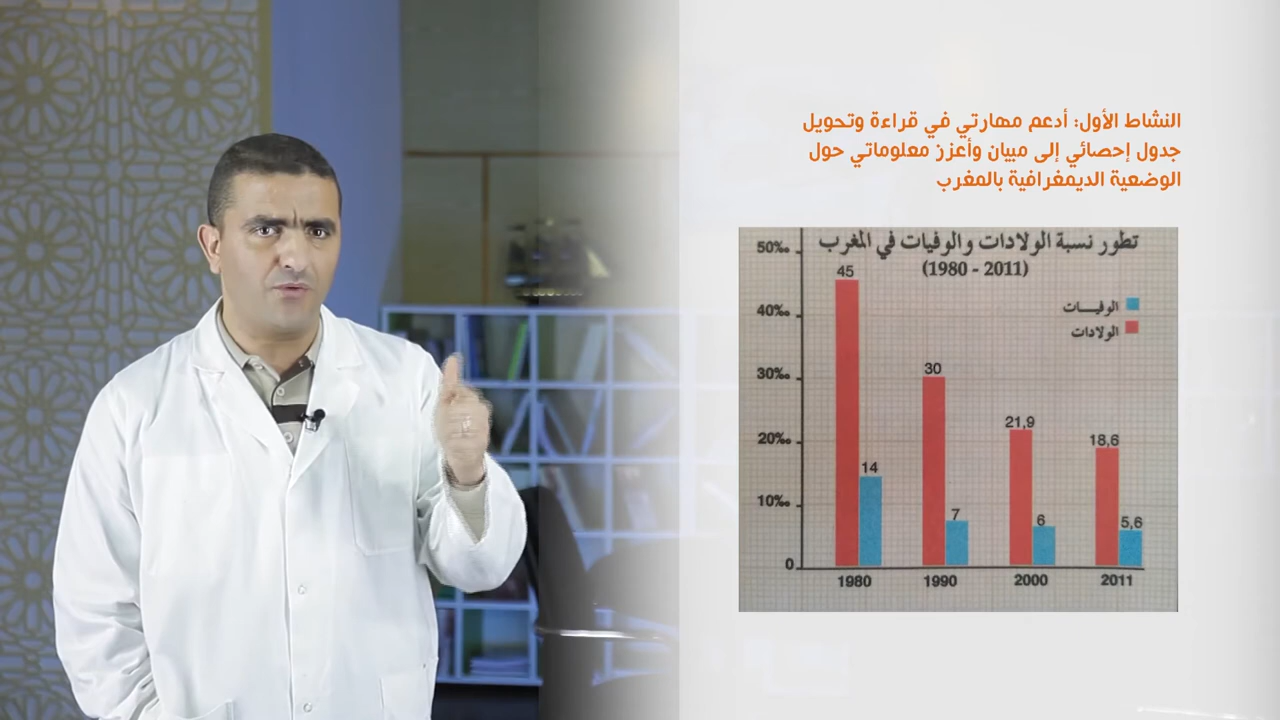 النشاط الأول: أدعم مهارتي في قراءة وتحويل
جدول إحصائي إلى مبيان وأعزز معلوماتي حول
الوضعية الديمغرافية بالمغرب
تطور نسبة الولادات والوفيات في المغرب
(1980 - 2011)
الوفيـــات
الولادات
50‰
40‰
30‰
20‰
10‰
0
45
14
30
7
21,9
6
18,6
5,6
1980
1990
2000
2011